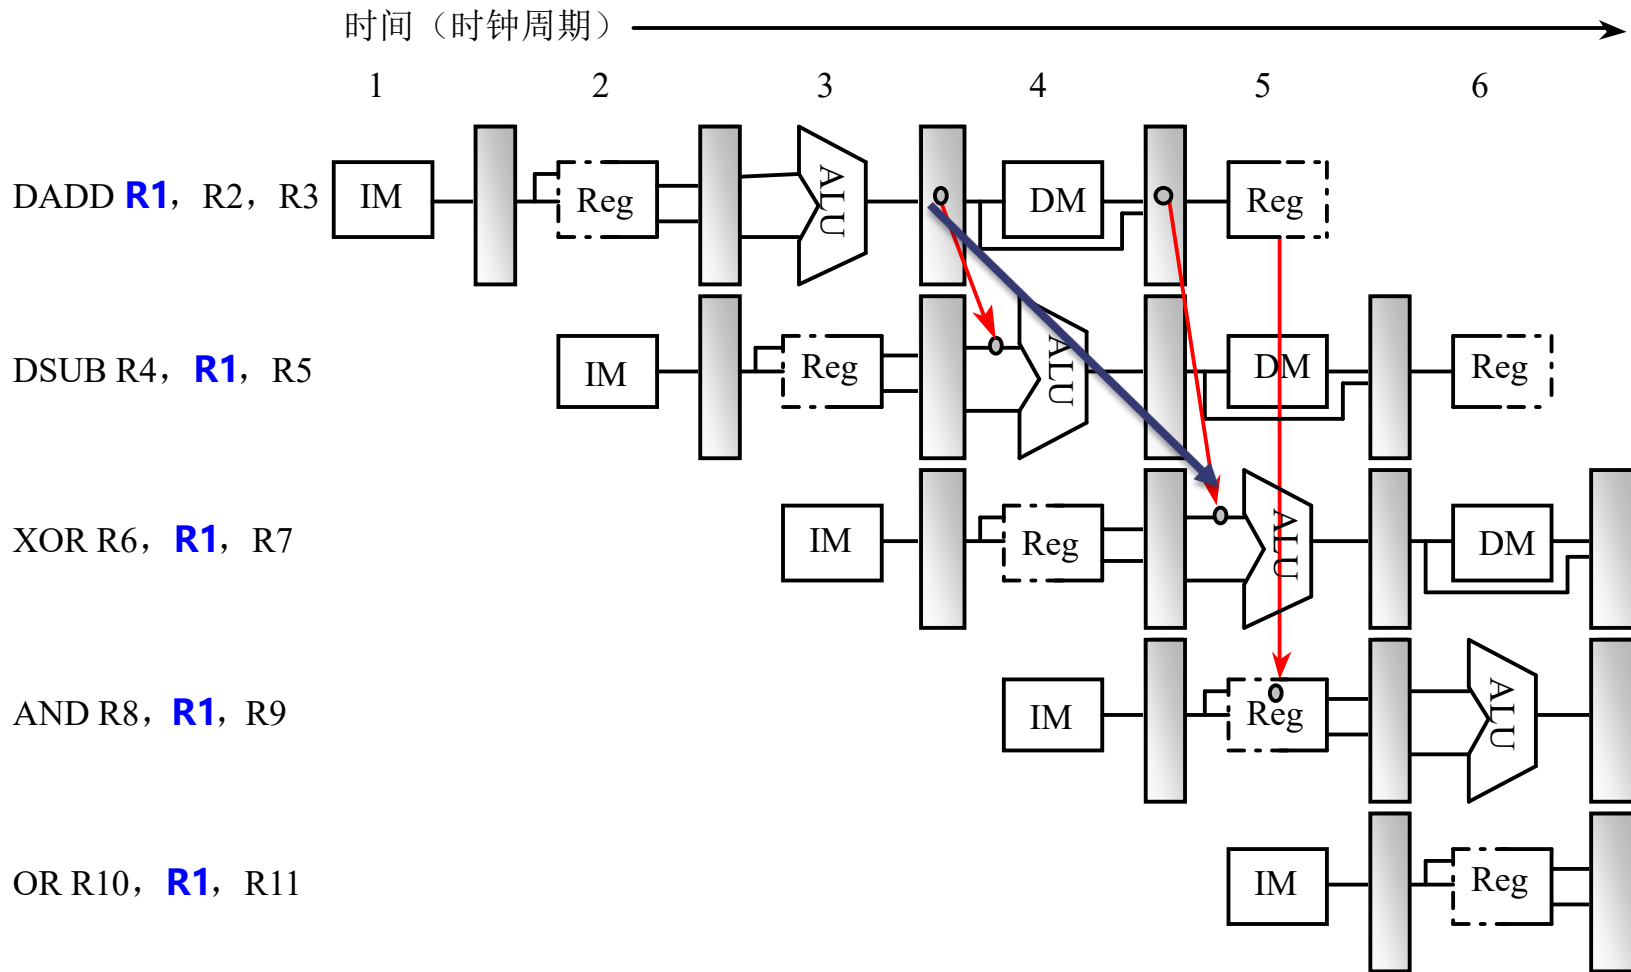 时间（时钟周期）
1 2 3 4 5 6
DADD R1，R2，R3 IM Reg ALU DM Reg
DSUB R4，R1，R5 IM Reg ALU DM Reg
XOR R6，R1，R7 IM Reg ALU DM
AND R8，R1，R9 IM Reg ALU
OR R10，R1，R11 IM Reg